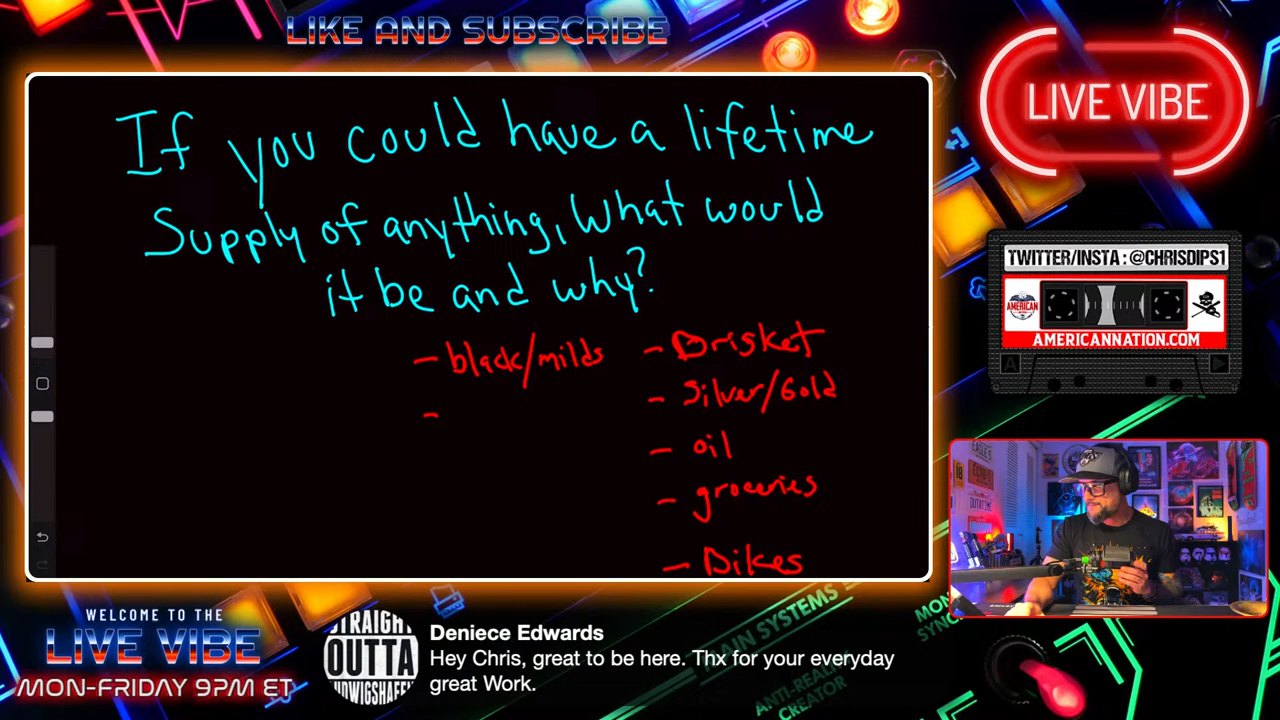 LIKE AND SUBSCRIBE
If you could have a lifetime
Supply of anything, What would
it be and why?
- black/milds
-
- Brisket
- Silver/Gold
- oil
- groceries
- Bikes
LIVE VIBE
TWITTER/INSTA : @CHRISDIPS1
AMERICAN
AMERICANNATION.COM
A
WELCOME TO THE
LIVE VIBE
MON-FRIDAY 9PM ET
STRAIGHT
OUTTA
Deniece Edwards
Hey Chris, great to be here. Thx for your everyday
great Work.